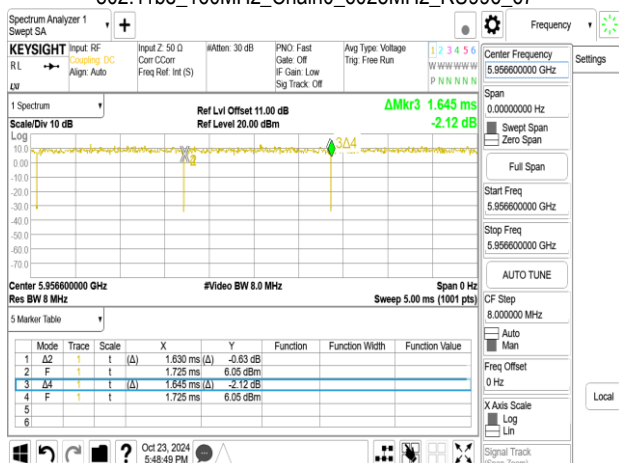 Spectrum Analyzer 1
Swept SA
Frequency
KEYSIGHT
RL
LXI
Input: RF
Coupling: DC
Align: Auto
Input Z: 50 Ω
Corr CCorr
Freq Ref: Int (S)
#Atten: 30 dB
PNO: Fast
Gate: Off
IF Gain: Low
Sig Track: Off
Avg Type: Voltage
Trig: Free Run
1 2 3 4 5 6
W W W W W W
P N N N N N
Center Frequency
5.956600000 GHz
Settings
Span
0.00000000 Hz
Swept Span
Zero Span
Full Span
Start Freq
5.956600000 GHz
Stop Freq
5.956600000 GHz
AUTO TUNE
CF Step
8.000000 MHz
Auto
Man
Freq Offset
0 Hz
X Axis Scale
Log
Lin
Local
Signal Track
1 Spectrum
Scale/Div 10 dB
Log
Ref Lvl Offset 11.00 dB
Ref Level 20.00 dBm
ΔMkr3 1.645 ms
-2.12 dB
3Δ4
10.0
0.00
-10.0
-20.0
-30.0
-40.0
-50.0
-60.0
-70.0
Center 5.956600000 GHz
Res BW 8 MHz
#Video BW 8.0 MHz
Span 0 Hz
Sweep 5.00 ms (1001 pts)
5 Marker Table
Mode Trace Scale X Y Function Function Width Function Value
1 Δ2 1 t (Δ) 1.630 ms (Δ) -0.63 dB
2 F 1 t 1.725 ms 6.05 dBm
3 Δ4 1 t (Δ) 1.645 ms (Δ) -2.12 dB
4 F 1 t 1.725 ms 6.05 dBm
5
6
Oct 23, 2024
5:48:49 PM